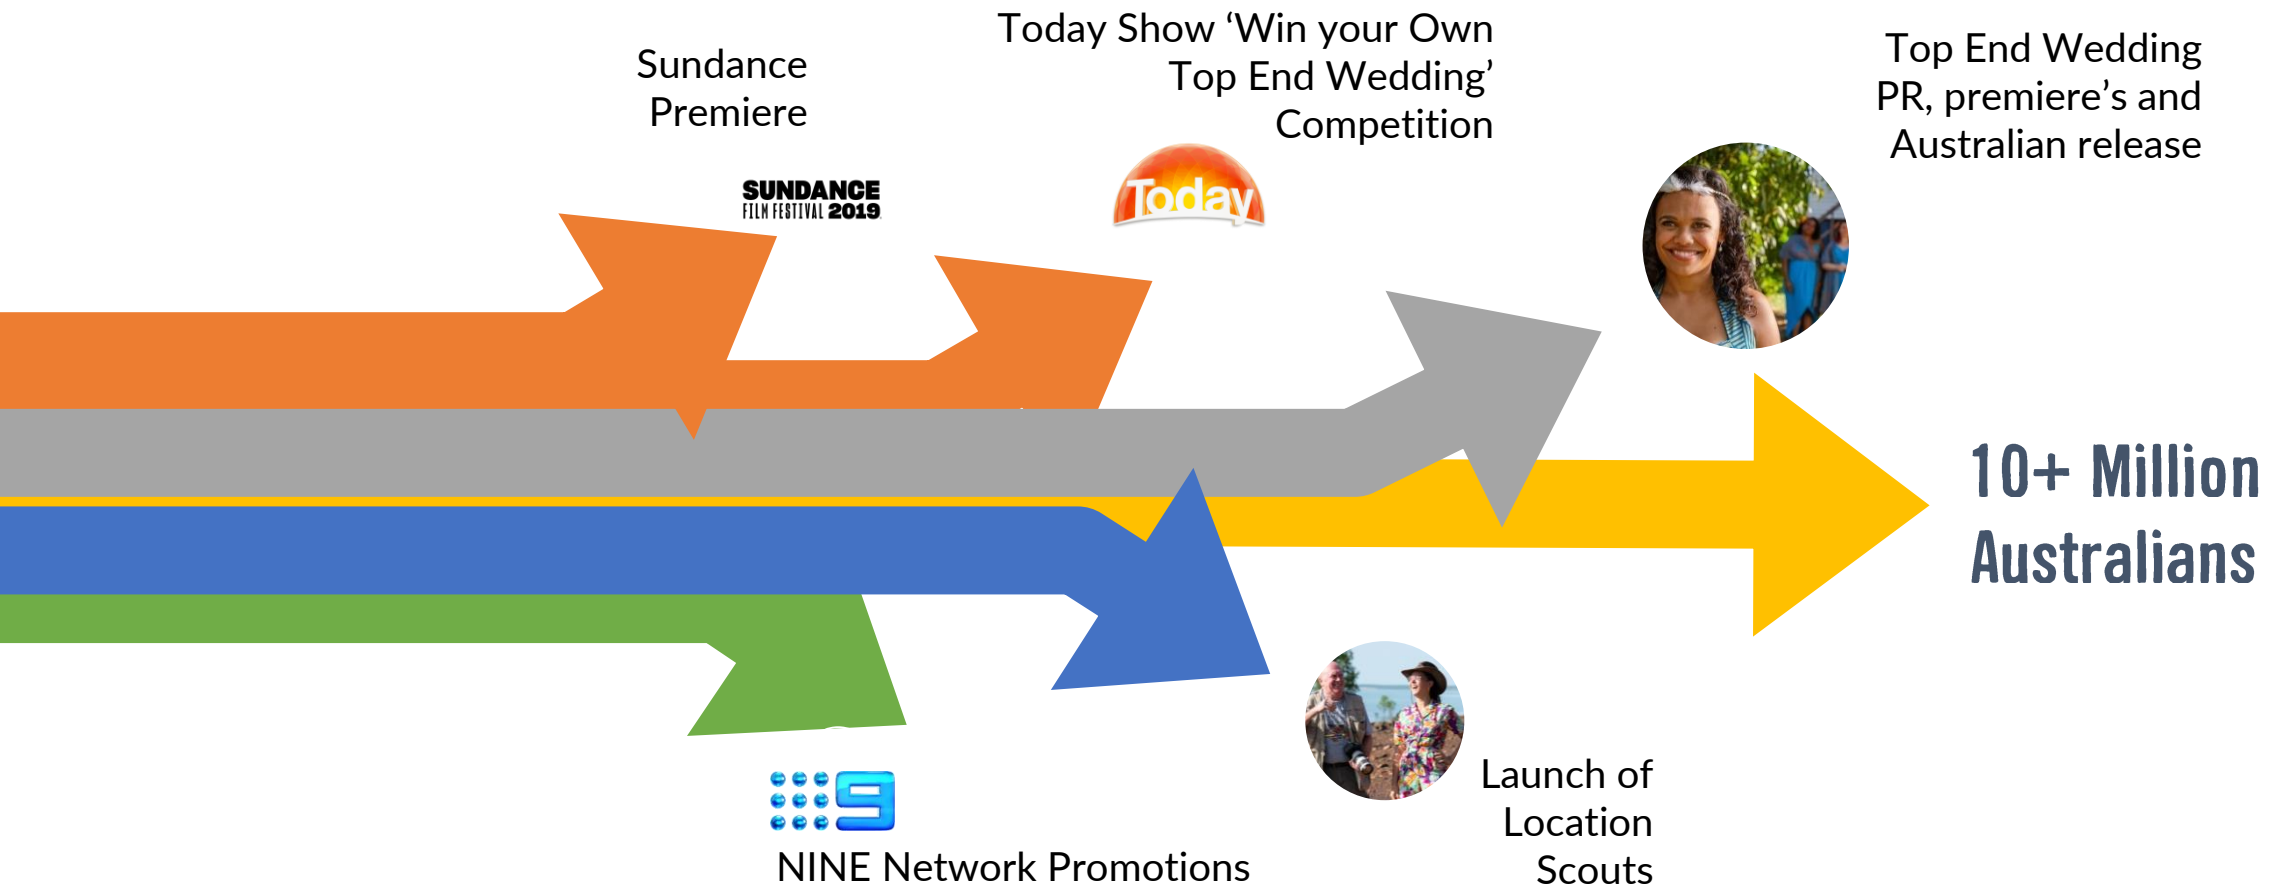 Sundance
Premiere
SUNDANCE
FILM FESTIVAL 2019
Today Show ‘Win your Own
Top End Wedding’
Competition
Today
Top End Wedding
PR, premiere’s and
Australian release
10+ Million
Australians
9
NINE Network Promotions
Launch of
Location
Scouts